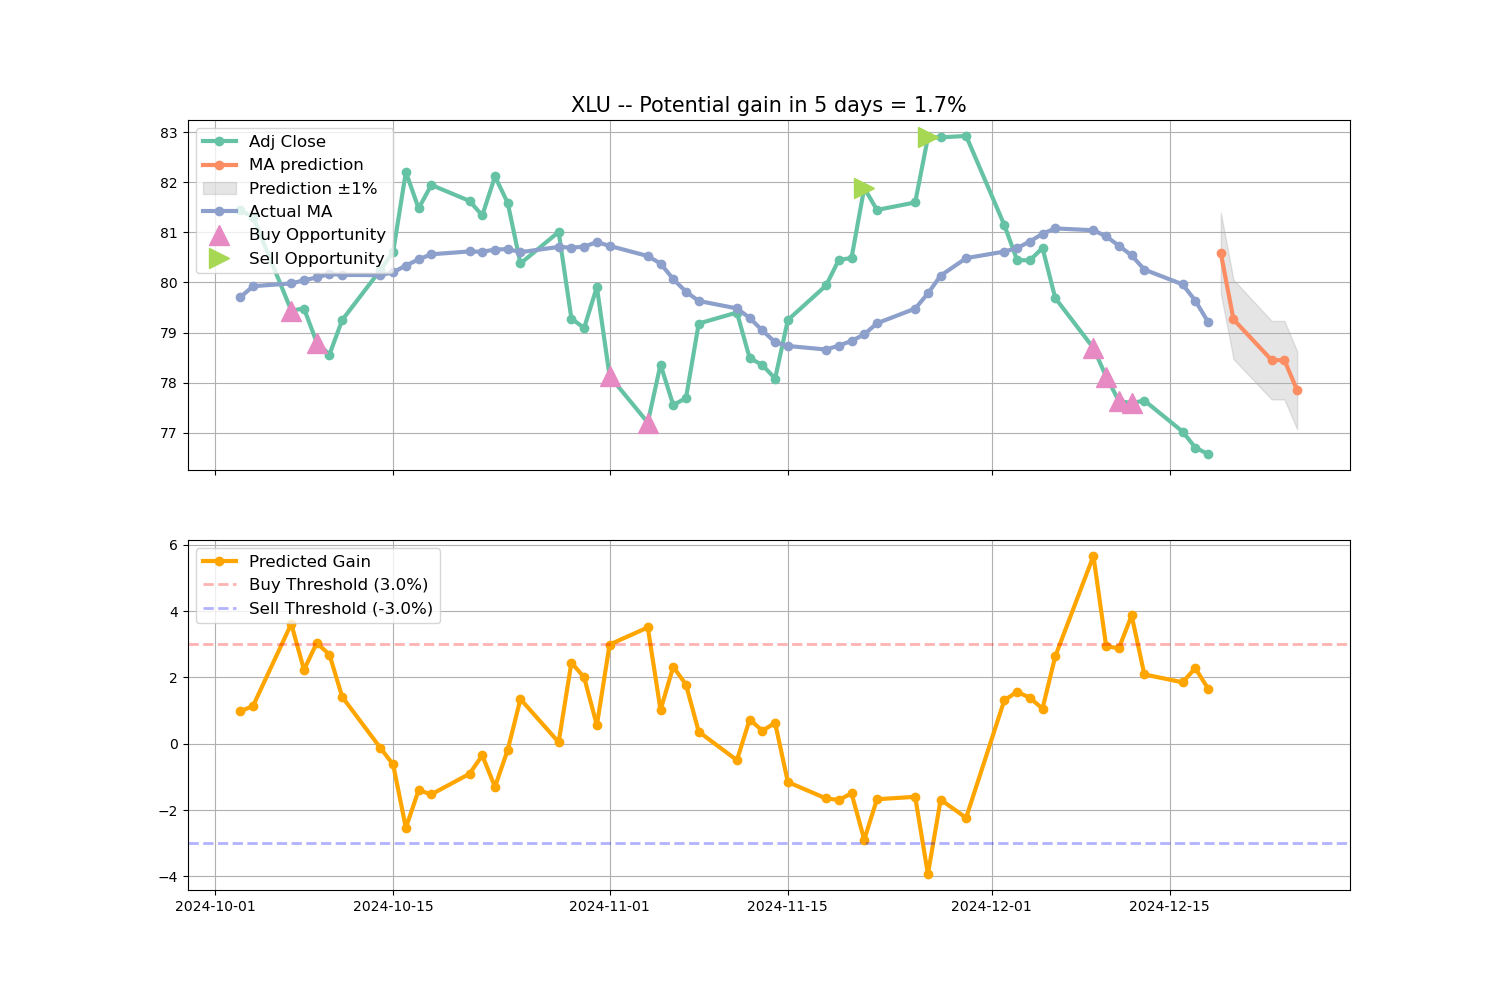 XLU -- Potential gain in 5 days = 1.7%
83
82
81
80
79
78
77
Adj Close
MA prediction
Prediction ±1%
Actual MA
Buy Opportunity
Sell Opportunity
6
4
2
0
−2
−4
Predicted Gain
Buy Threshold (3.0%)
Sell Threshold (-3.0%)
2024-10-01
2024-10-15
2024-11-01
2024-11-15
2024-12-01
2024-12-15